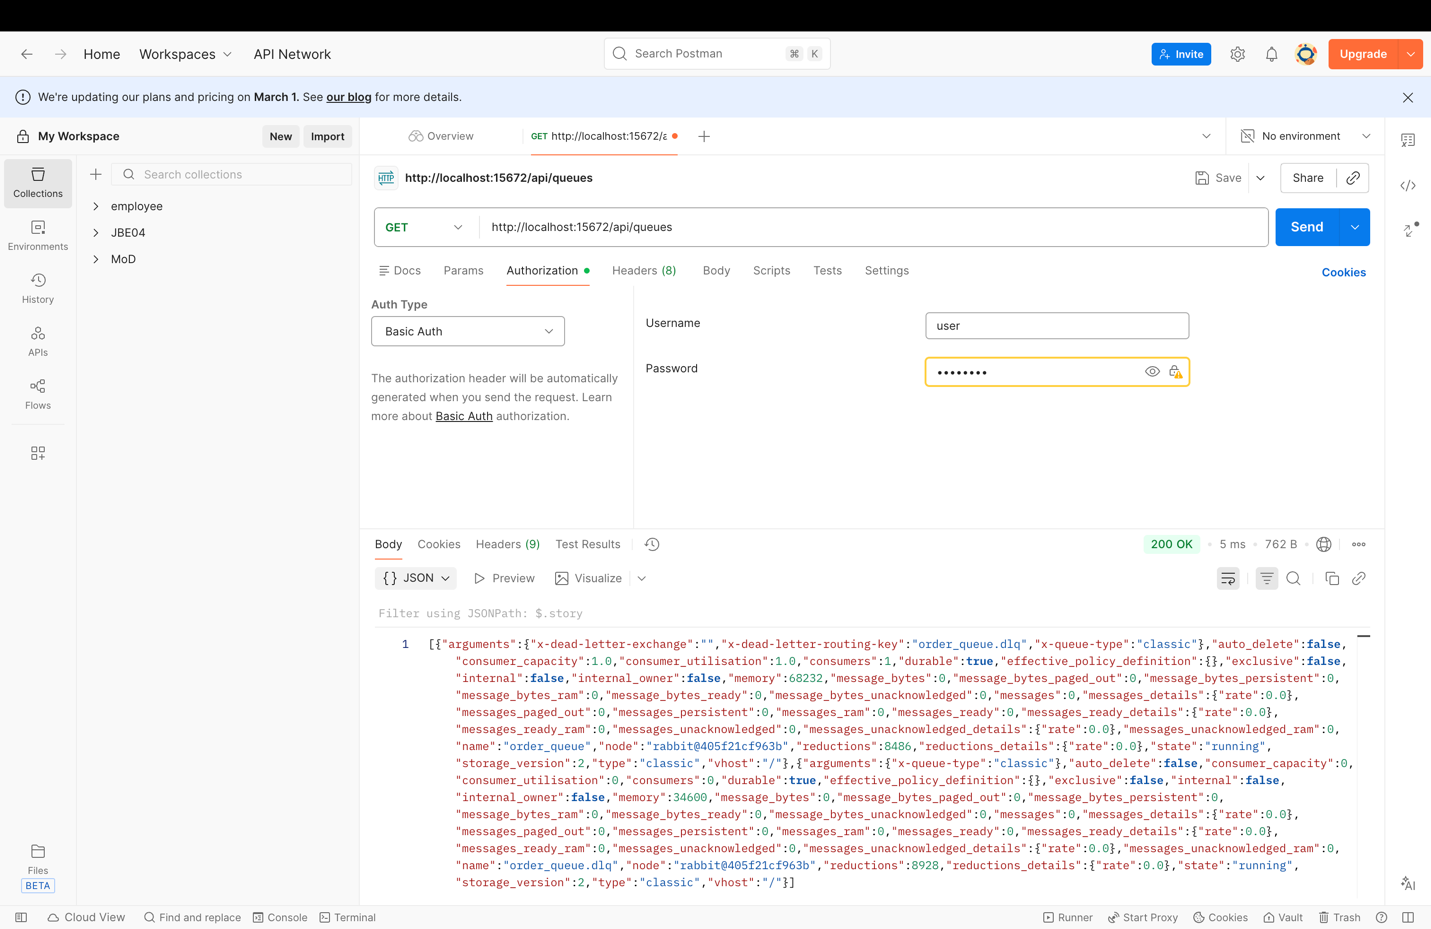 Home
Workspaces
API Network
Search Postman
⌘ K
Invite
Upgrade
We're updating our plans and pricing on March 1. See our blog for more details.
My Workspace
New
Import
Overview
GET http://localhost:15672/a
No environment
Collections
Search collections
employee
JBE04
MoD
Environments
History
APIs
Flows
Files
BETA
HTTP
http://localhost:15672/api/queues
Save
Share
GET
http://localhost:15672/api/queues
Send
Docs
Params
Authorization
Headers (8)
Body
Scripts
Tests
Settings
Cookies
Auth Type
Basic Auth
The authorization header will be automatically
generated when you send the request. Learn
more about Basic Auth authorization.
Username
user
Password
••••••••
Body
Cookies
Headers (9)
Test Results
200 OK
5 ms
762 B
{} JSON
Preview
Visualize
Filter using JSONPath: $.story
1
[{"arguments":{"x-dead-letter-exchange":"","x-dead-letter-routing-key":"order_queue.dlq","x-queue-type":"classic"},"auto_delete":false,
"consumer_capacity":1.0,"consumer_utilisation":1.0,"consumers":1,"durable":true,"effective_policy_definition":{},"exclusive":false,
"internal":false,"internal_owner":false,"memory":68232,"message_bytes":0,"message_bytes_paged_out":0,"message_bytes_persistent":0,
"message_bytes_ram":0,"message_bytes_ready":0,"message_bytes_unacknowledged":0,"messages":0,"messages_details":{"rate":0.0},
"messages_paged_out":0,"messages_persistent":0,"messages_ram":0,"messages_ready":0,"messages_ready_details":{"rate":0.0},
"messages_ready_ram":0,"messages_unacknowledged":0,"messages_unacknowledged_details":{"rate":0.0},"messages_unacknowledged_ram":0,
"name":"order_queue","node":"rabbit@405f21cf963b","reductions":8486,"reductions_details":{"rate":0.0},"state":"running",
"storage_version":2,"type":"classic","vhost":"/"},{"arguments":{"x-queue-type":"classic"},"auto_delete":false,"consumer_capacity":0,
"consumer_utilisation":0,"consumers":0,"durable":true,"effective_policy_definition":{},"exclusive":false,"internal":false,
"internal_owner":false,"memory":34600,"message_bytes":0,"message_bytes_paged_out":0,"message_bytes_persistent":0,
"message_bytes_ram":0,"message_bytes_ready":0,"message_bytes_unacknowledged":0,"messages":0,"messages_details":{"rate":0.0},
"messages_paged_out":0,"messages_persistent":0,"messages_ram":0,"messages_ready":0,"messages_ready_details":{"rate":0.0},
"messages_ready_ram":0,"messages_unacknowledged":0,"messages_unacknowledged_details":{"rate":0.0},"messages_unacknowledged_ram":0,
"name":"order_queue.dlq","node":"rabbit@405f21cf963b","reductions":8928,"reductions_details":{"rate":0.0},"state":"running",
"storage_version":2,"type":"classic","vhost":"/"}]
AI
Cloud View
Find and replace
Console
Terminal
Runner
Start Proxy
Cookies
Vault
Trash